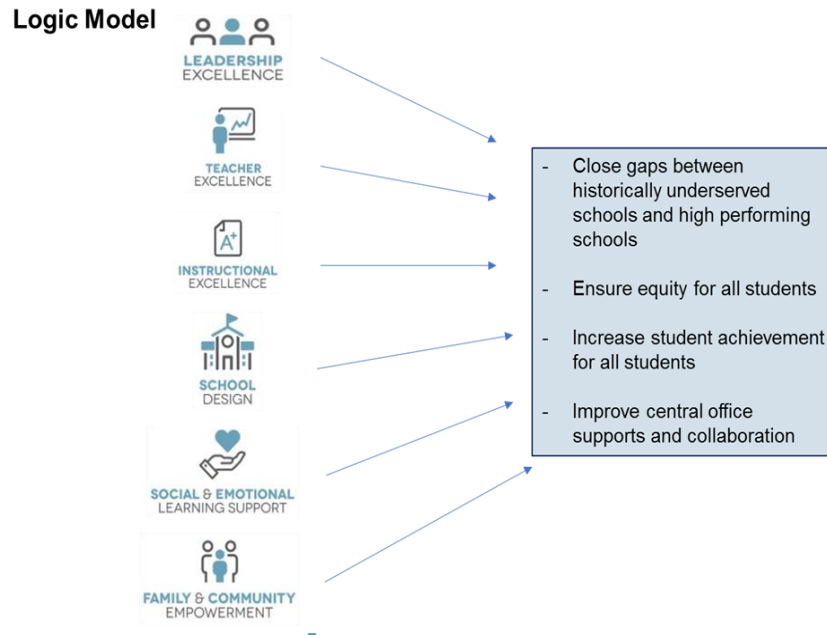 Logic Model
LEADERSHIP
EXCELLENCE
TEACHER
EXCELLENCE
A+
INSTRUCTIONAL
EXCELLENCE
SCHOOL
DESIGN
SOCIAL & EMOTIONAL
LEARNING SUPPORT
FAMILY & COMMUNITY
EMPOWERMENT
- Close gaps between
historically underserved
schools and high performing
schools
- Ensure equity for all students
- Increase student achievement
for all students
- Improve central office
supports and collaboration